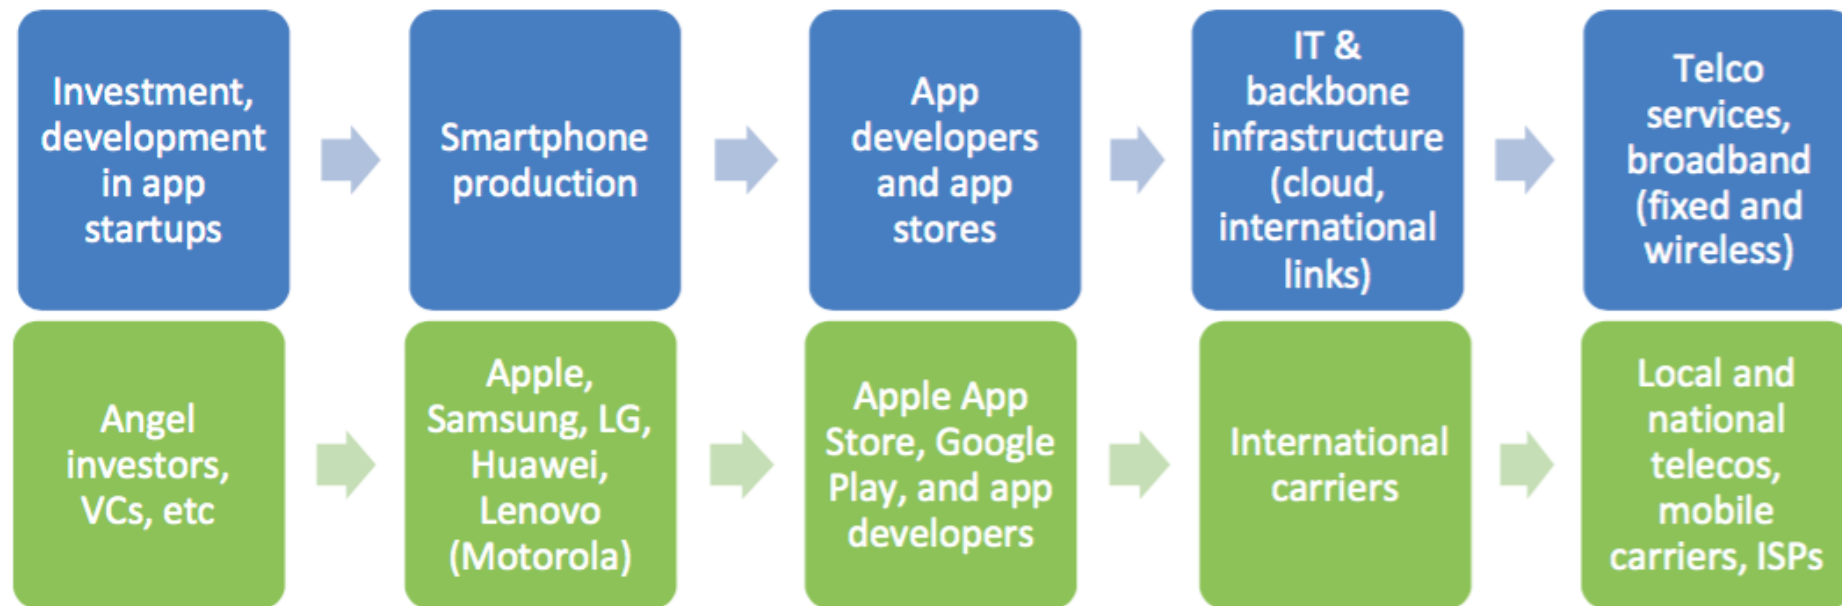 Investment,
development
in app
startups
Smartphone
production
App
developers
and app
stores
IT &
backbone
infrastructure
(cloud,
international
links)
Telco
services,
broadband
(fixed and
wireless)
Angel
investors,
VCs, etc
Apple,
Samsung, LG,
Huawei,
Lenovo
(Motorola)
Apple App
Store, Google
Play, and app
developers
International
carriers
Local and
national
telecos,
mobile
carriers, ISPs